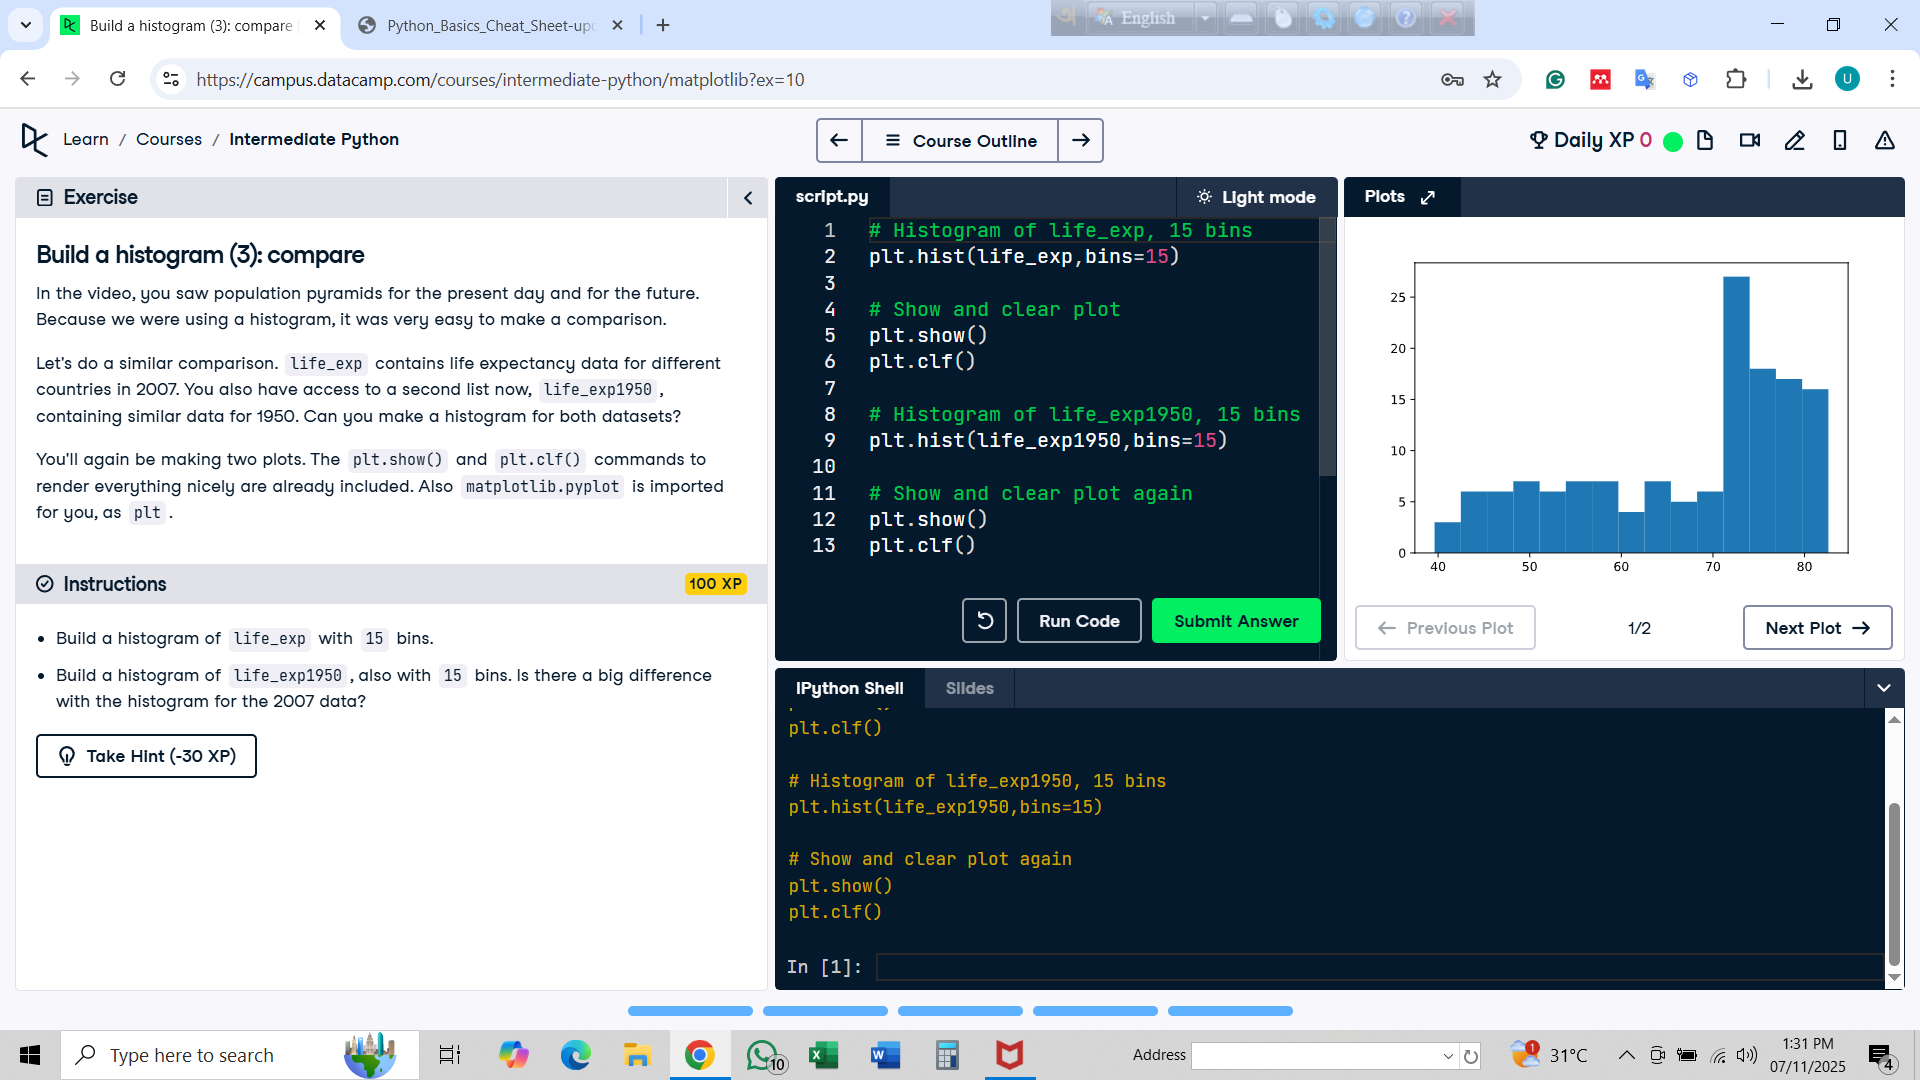 Build a histogram (3): compare
Python_Basics_Cheat_Sheet-upd
English
https://campus.datacamp.com/courses/intermediate-python/matplotlib?ex=10
U
Learn / Courses / Intermediate Python
Course Outline
Daily XP 0
Exercise
Build a histogram (3): compare
In the video, you saw population pyramids for the present day and for the future.
Because we were using a histogram, it was very easy to make a comparison.
Let's do a similar comparison. life_exp contains life expectancy data for different
countries in 2007. You also have access to a second list now, life_exp1950,
containing similar data for 1950. Can you make a histogram for both datasets?
You'll again be making two plots. The plt.show() and plt.clf() commands to
render everything nicely are already included. Also matplotlib.pyplot is imported
for you, as plt.
Instructions
100 XP
• Build a histogram of life_exp with 15 bins.
• Build a histogram of life_exp1950, also with 15 bins. Is there a big difference
with the histogram for the 2007 data?
Take Hint (-30 XP)
script.py
Light mode
1 # Histogram of life_exp, 15 bins
2 plt.hist(life_exp,bins=15)
3
4 # Show and clear plot
5 plt.show()
6 plt.clf()
7
8 # Histogram of life_exp1950, 15 bins
9 plt.hist(life_exp1950,bins=15)
10
11 # Show and clear plot again
12 plt.show()
13 plt.clf()
Run Code
Submit Answer
Plots
25
20
15
10
5
0
40 50 60 70 80
Previous Plot
1/2
Next Plot
IPython Shell
Slides
plt.clf()
# Histogram of life_exp1950, 15 bins
plt.hist(life_exp1950,bins=15)
# Show and clear plot again
plt.show()
plt.clf()
In [1]:
Type here to search
10
Address
1
31°C
1:31 PM
07/11/2025
4